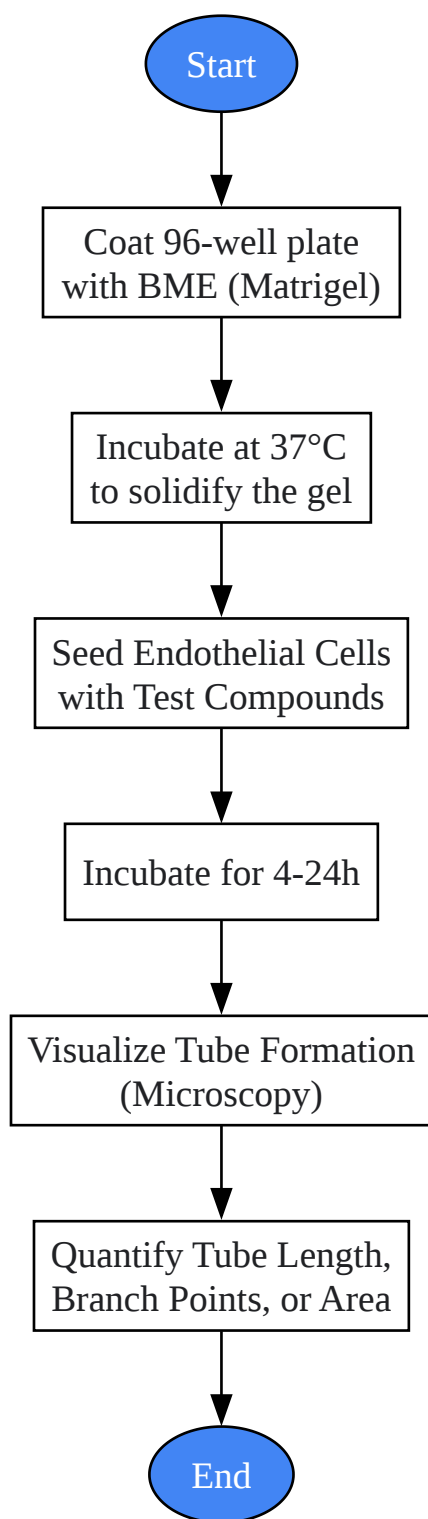 Start
Coat 96-well plate
with BME (Matrigel)
Incubate at 37°C
to solidify the gel
Seed Endothelial Cells
with Test Compounds
Incubate for 4-24h
Visualize Tube Formation
(Microscopy)
Quantify Tube Length,
Branch Points, or Area
End